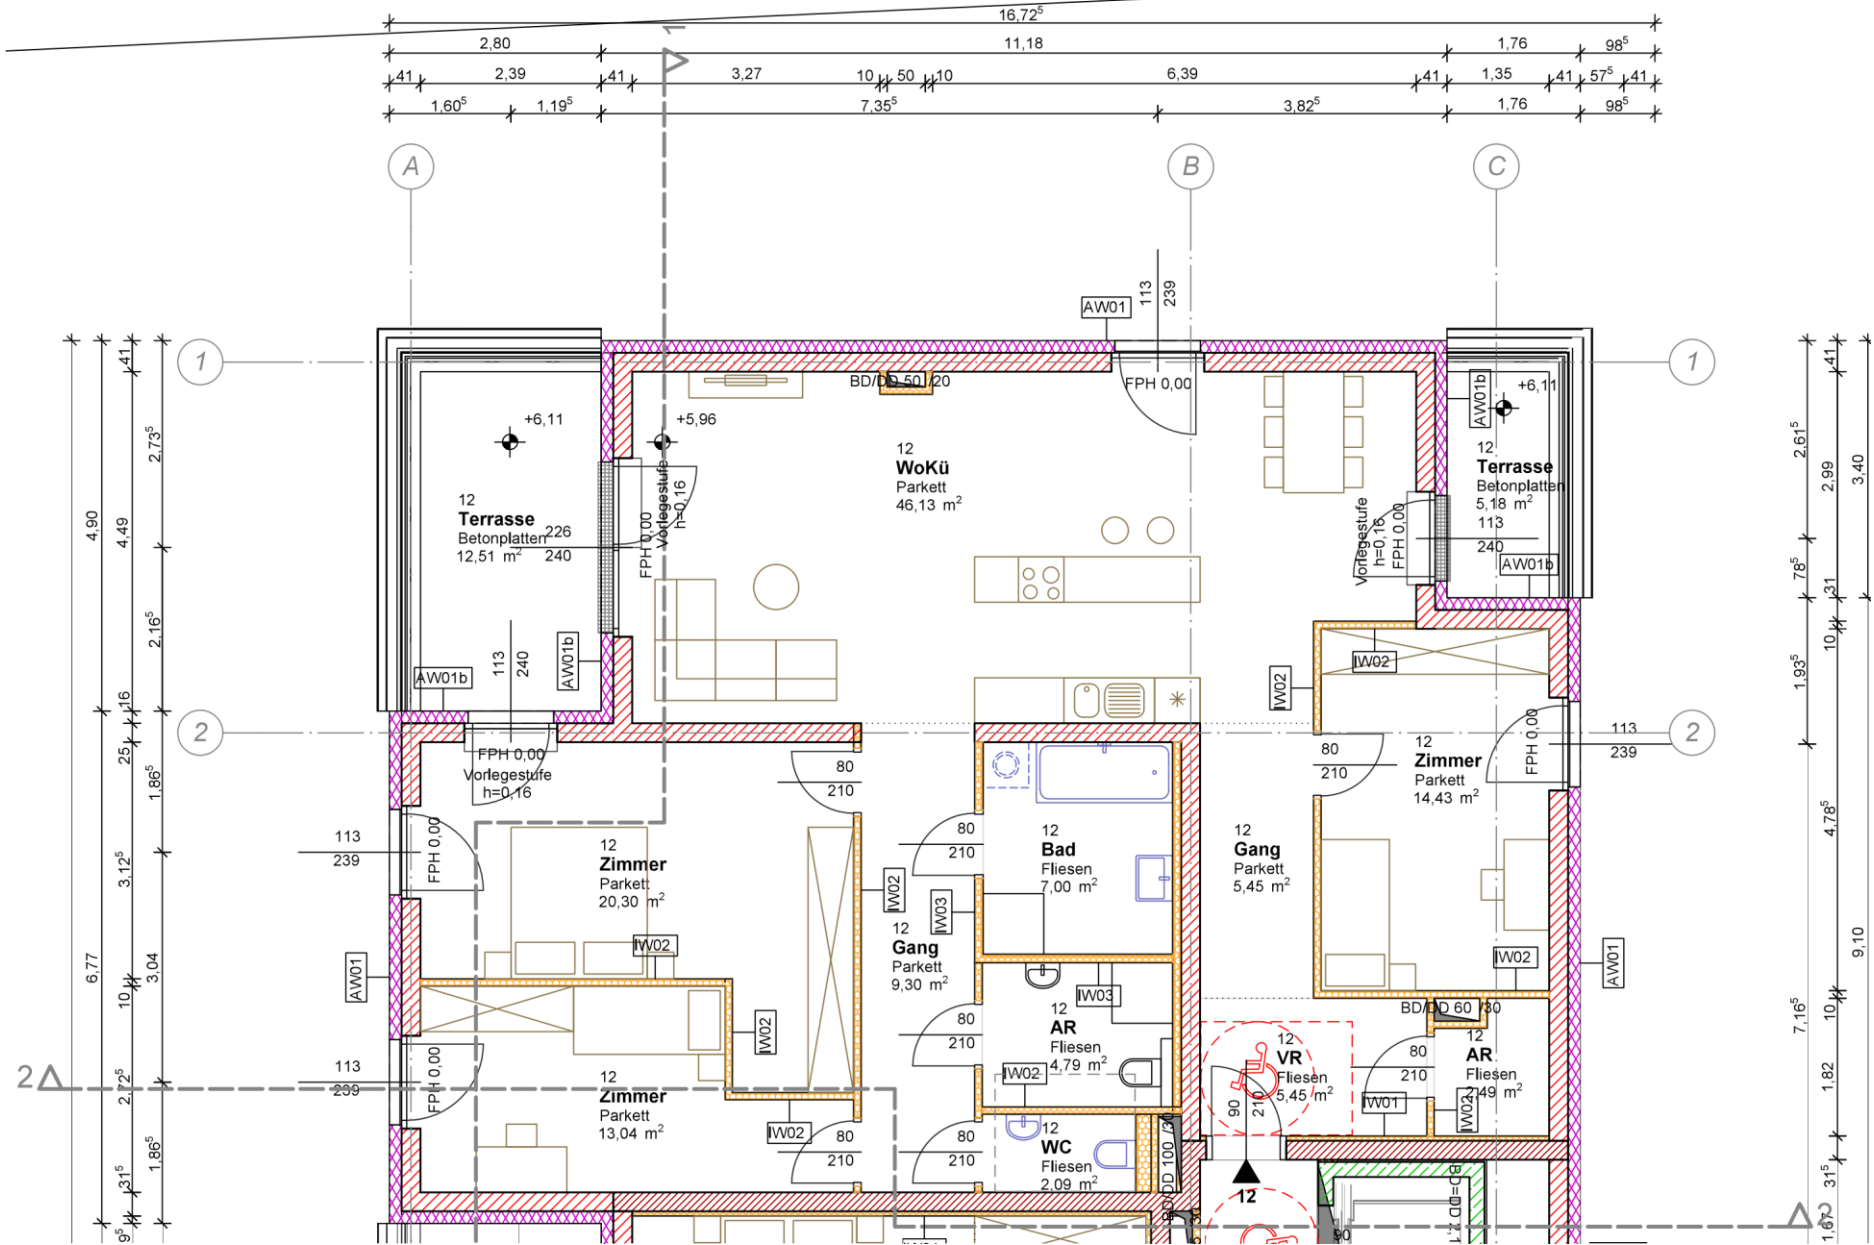 16,72⁵
2,80 11,18 1,76 98⁵
41 2,39 41 3,27 10 50 10 6,39 41 1,35 41 57⁵ 41
1,60⁵ 1,19⁵ 7,35⁵ 3,82⁵ 1,76 98⁵
1
A B C
AW01
113
239
1 1
41
2,73⁵
4,90
4,49
2,16⁵
16
25
1,86⁵
3,12⁵
6,77
3,04
10
2,72⁵
1,86⁵
31⁵
9⁵
41
2,61⁵
2,99
3,40
78⁵
31
10
1,93⁵
4,78⁵
9,10
7,16⁵
10
1,82
31⁵
1,67
BD/DD 50 /20
FPH 0,00
+6,11
+5,96
Vorlegestufe
h=0,16
FPH 0,00
12
Terrasse
Betonplatten
12,51 m²
226
240
113
240
AW01b
AW01b
12
WoKü
Parkett
46,13 m²
AW01b
+6,11
12
Terrasse
Betonplatten
5,18 m²
113
240
AW01b
Vorlegestufe
h=0,16
FPH 0,00
IW02
IW02
2 2
FPH 0,00
Vorlegestufe
h=0,16
80
210
80
210
12
Zimmer
Parkett
14,43 m²
FPH 0,00
113
239
113
239
FPH 0,00
12
Zimmer
Parkett
20,30 m²
IW02
IW02
IW03
80
210
12
Bad
Fliesen
7,00 m²
12
Gang
Parkett
5,45 m²
12
Gang
Parkett
9,30 m²
AW01
IW02
AW01
IW02
IW03
BD/DD 60 /30
12
AR
Fliesen
4,79 m²
80
210
IW02
12
VR
Fliesen
5,45 m²
80
210
12
AR
Fliesen
2,49 m²
IW01
IW02
90
210
2
113
239
FPH 0,00
12
Zimmer
Parkett
13,04 m²
IW02
80
210
80
210
12
WC
Fliesen
2,09 m²
BD/DD 100 /30
12
90
2